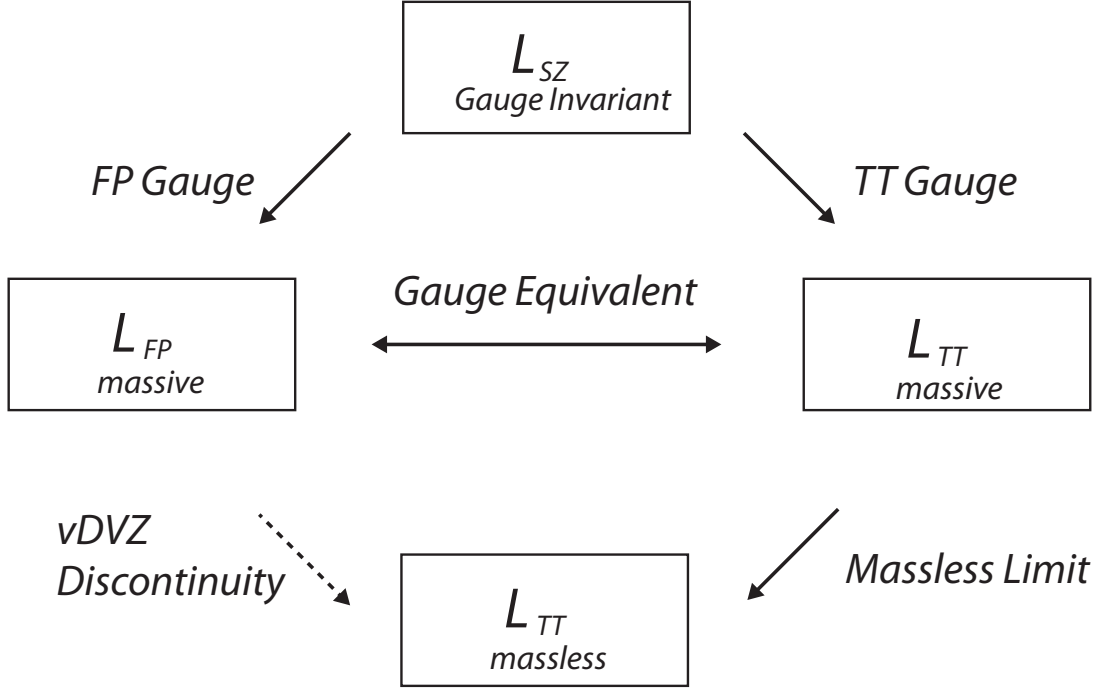 L SZ
Gauge Invariant
FP Gauge
TT Gauge
Gauge Equivalent
L FP
massive
L TT
massive
vDVZ
Discontinuity
Massless Limit
L TT
massless